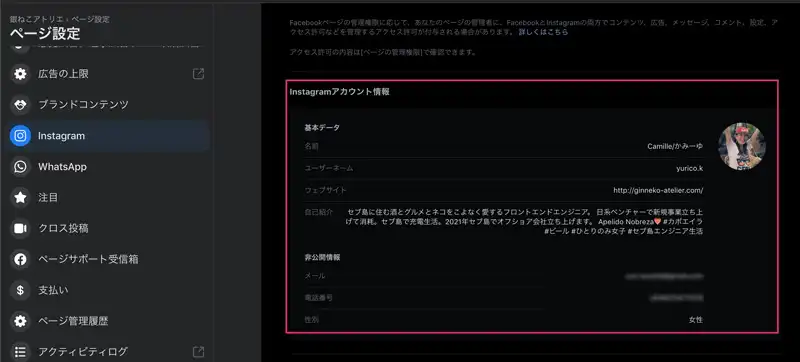 銀ねこアトリエ › ページ設定
ページ設定
広告の上限
ブランドコンテンツ
Instagram
WhatsApp
注目
クロス投稿
ページサポート受信箱
支払い
ページ管理履歴
アクティビティログ
Facebookページの管理権限に応じて、あなたのページの管理者に、FacebookとInstagramの両方でコンテンツ、広告、メッセージ、コメント、設定、ア
クセス許可などを管理するアクセス許可が付与される場合があります。 詳しくはこちら
アクセス許可の内容は[ページの管理権限]で確認できます。
Instagramアカウント情報
基本データ
名前 Camille/かみーゆ
ユーザーネーム yurico.k
ウェブサイト http://ginneko-atelier.com/
自己紹介 セブ島に住む酒とグルメとネコをこよなく愛するフロントエンドエンジニア。 日系ベンチャーで新規事業立ち上
げて消耗。セブ島で充電生活。2021年セブ島でオフショア会社立ち上げます。 Apelido Nobreza #カポエイラ
#ビール #ひとりのみ女子 #セブ島エンジニア生活
非公開情報
メール
電話番号
性別 女性